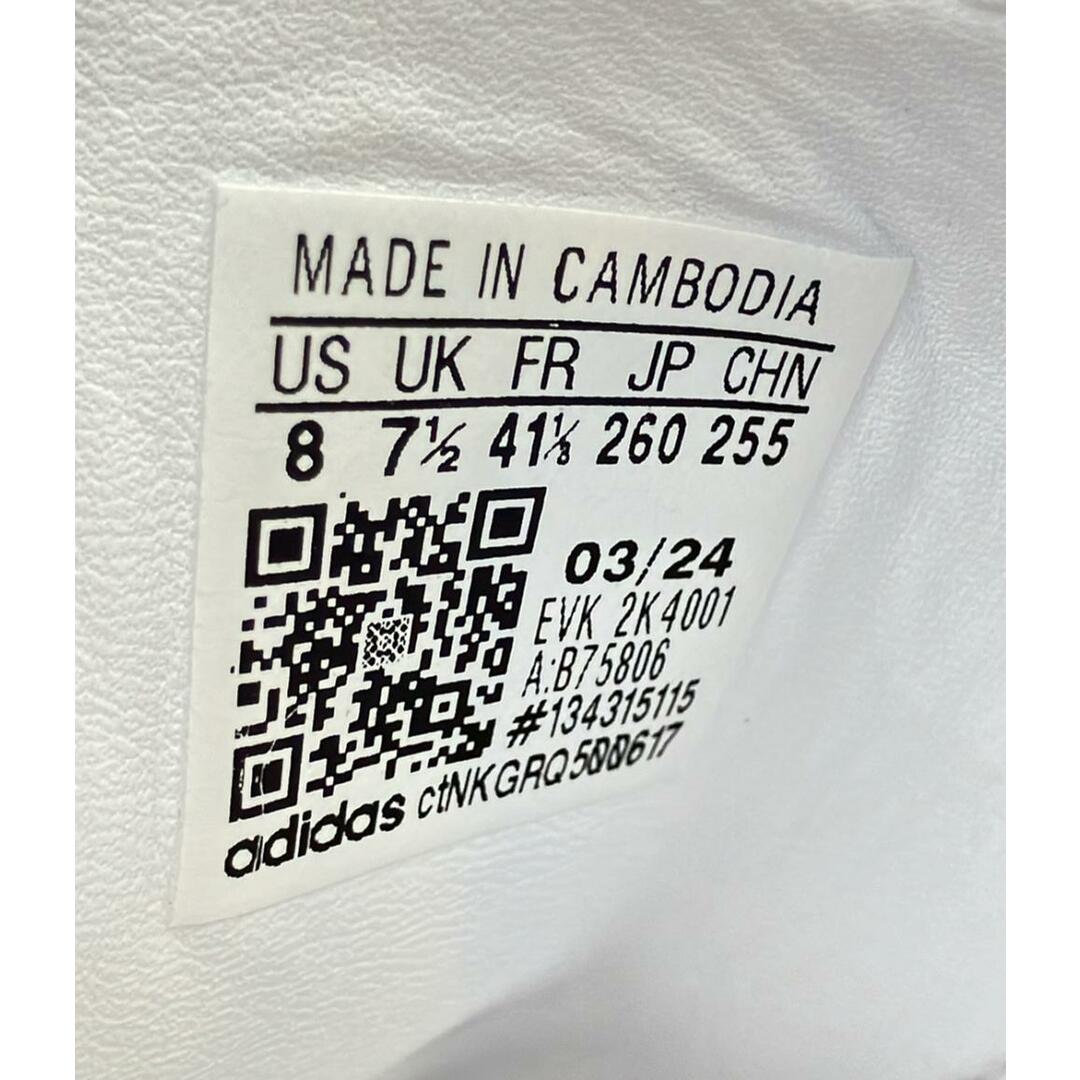 MADE IN CAMBODIA
US UK FR JP CHN
8 7½ 41⅓ 260 255
03/24
EVK 2K4001
A:B75806
#134315115
adidas ctNKGRQ500617